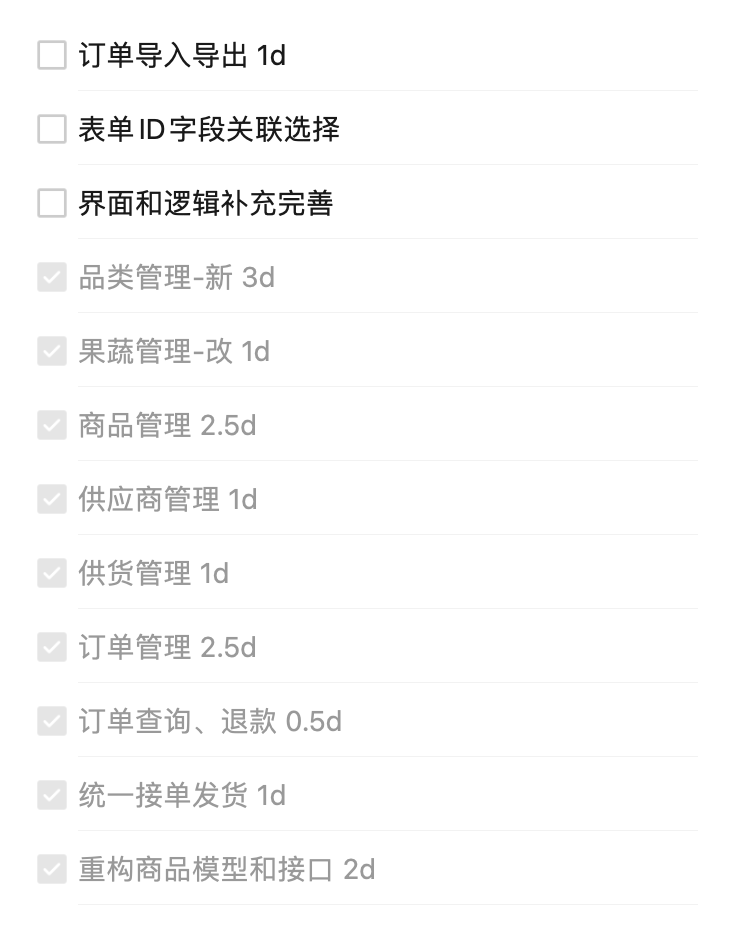 订单导入导出 1d
表单ID字段关联选择
界面和逻辑补充完善
品类管理-新 3d
果蔬管理-改 1d
商品管理 2.5d
供应商管理 1d
供货管理 1d
订单管理 2.5d
订单查询、退款 0.5d
统一接单发货 1d
重构商品模型和接口 2d